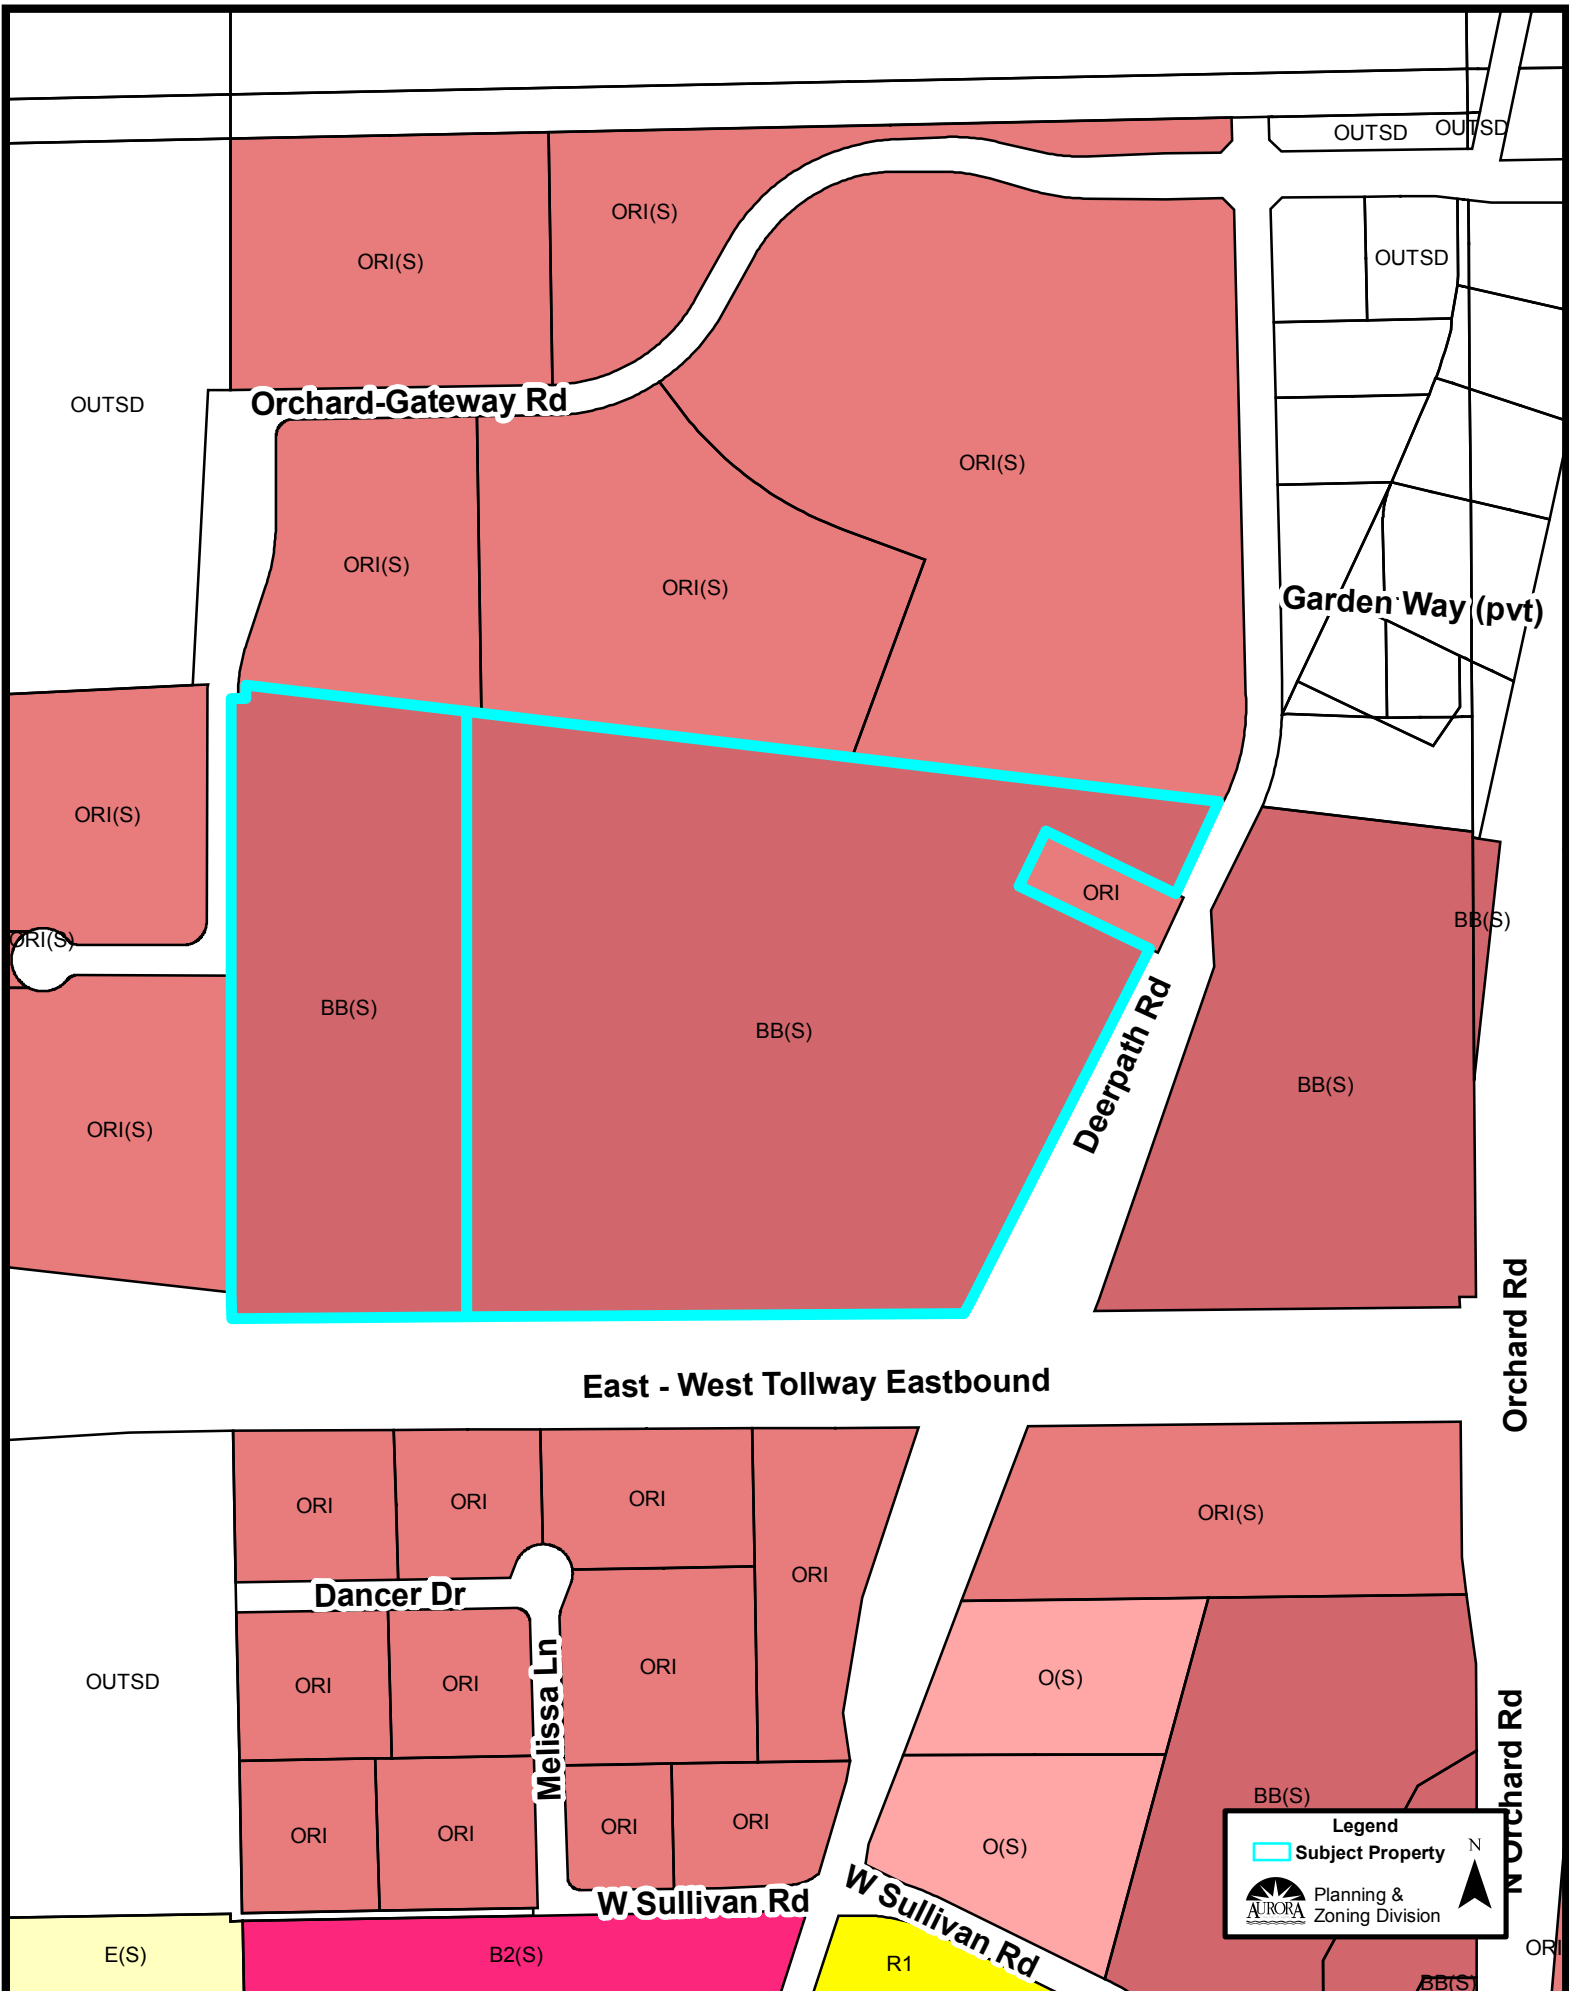 OUTSD
OUTSD
ORI(S)
ORI(S)
OUTSD
OUTSD
Orchard-Gateway Rd
ORI(S)
ORI(S)
ORI(S)
Garden Way (pvt)
ORI(S)
ORI
BB(S)
ORI(S)
BB(S)
BB(S)
Deerpath Rd
BB(S)
ORI(S)
Orchard Rd
East - West Tollway Eastbound
ORI
ORI
ORI
ORI(S)
ORI
Dancer Dr
ORI
ORI
ORI
O(S)
OUTSD
Melissa Ln
N Orchard Rd
BB(S)
ORI
ORI
ORI
ORI
O(S)
Legend
Subject Property
N
AURORA
Planning &
Zoning Division
W Sullivan Rd
W Sullivan Rd
E(S)
B2(S)
R1
ORI
BB(S)